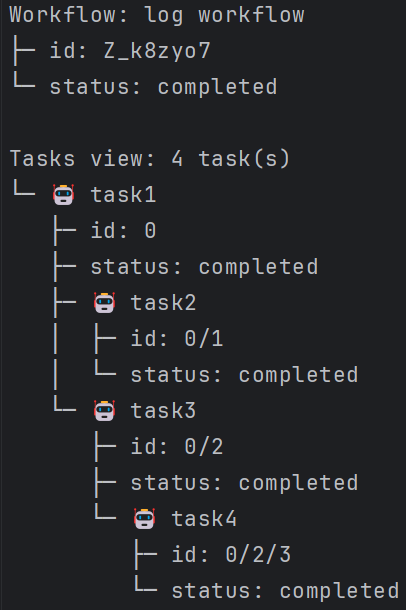 Workflow: log workflow
├─ id: Z_k8zyo7
└─ status: completed

Tasks view: 4 task(s)
└─ 🤖 task1
   ├─ id: 0
   ├─ status: completed
   ├─ 🤖 task2
   │  ├─ id: 0/1
   │  └─ status: completed
   └─ 🤖 task3
      ├─ id: 0/2
      ├─ status: completed
      └─ 🤖 task4
         ├─ id: 0/2/3
         └─ status: completed